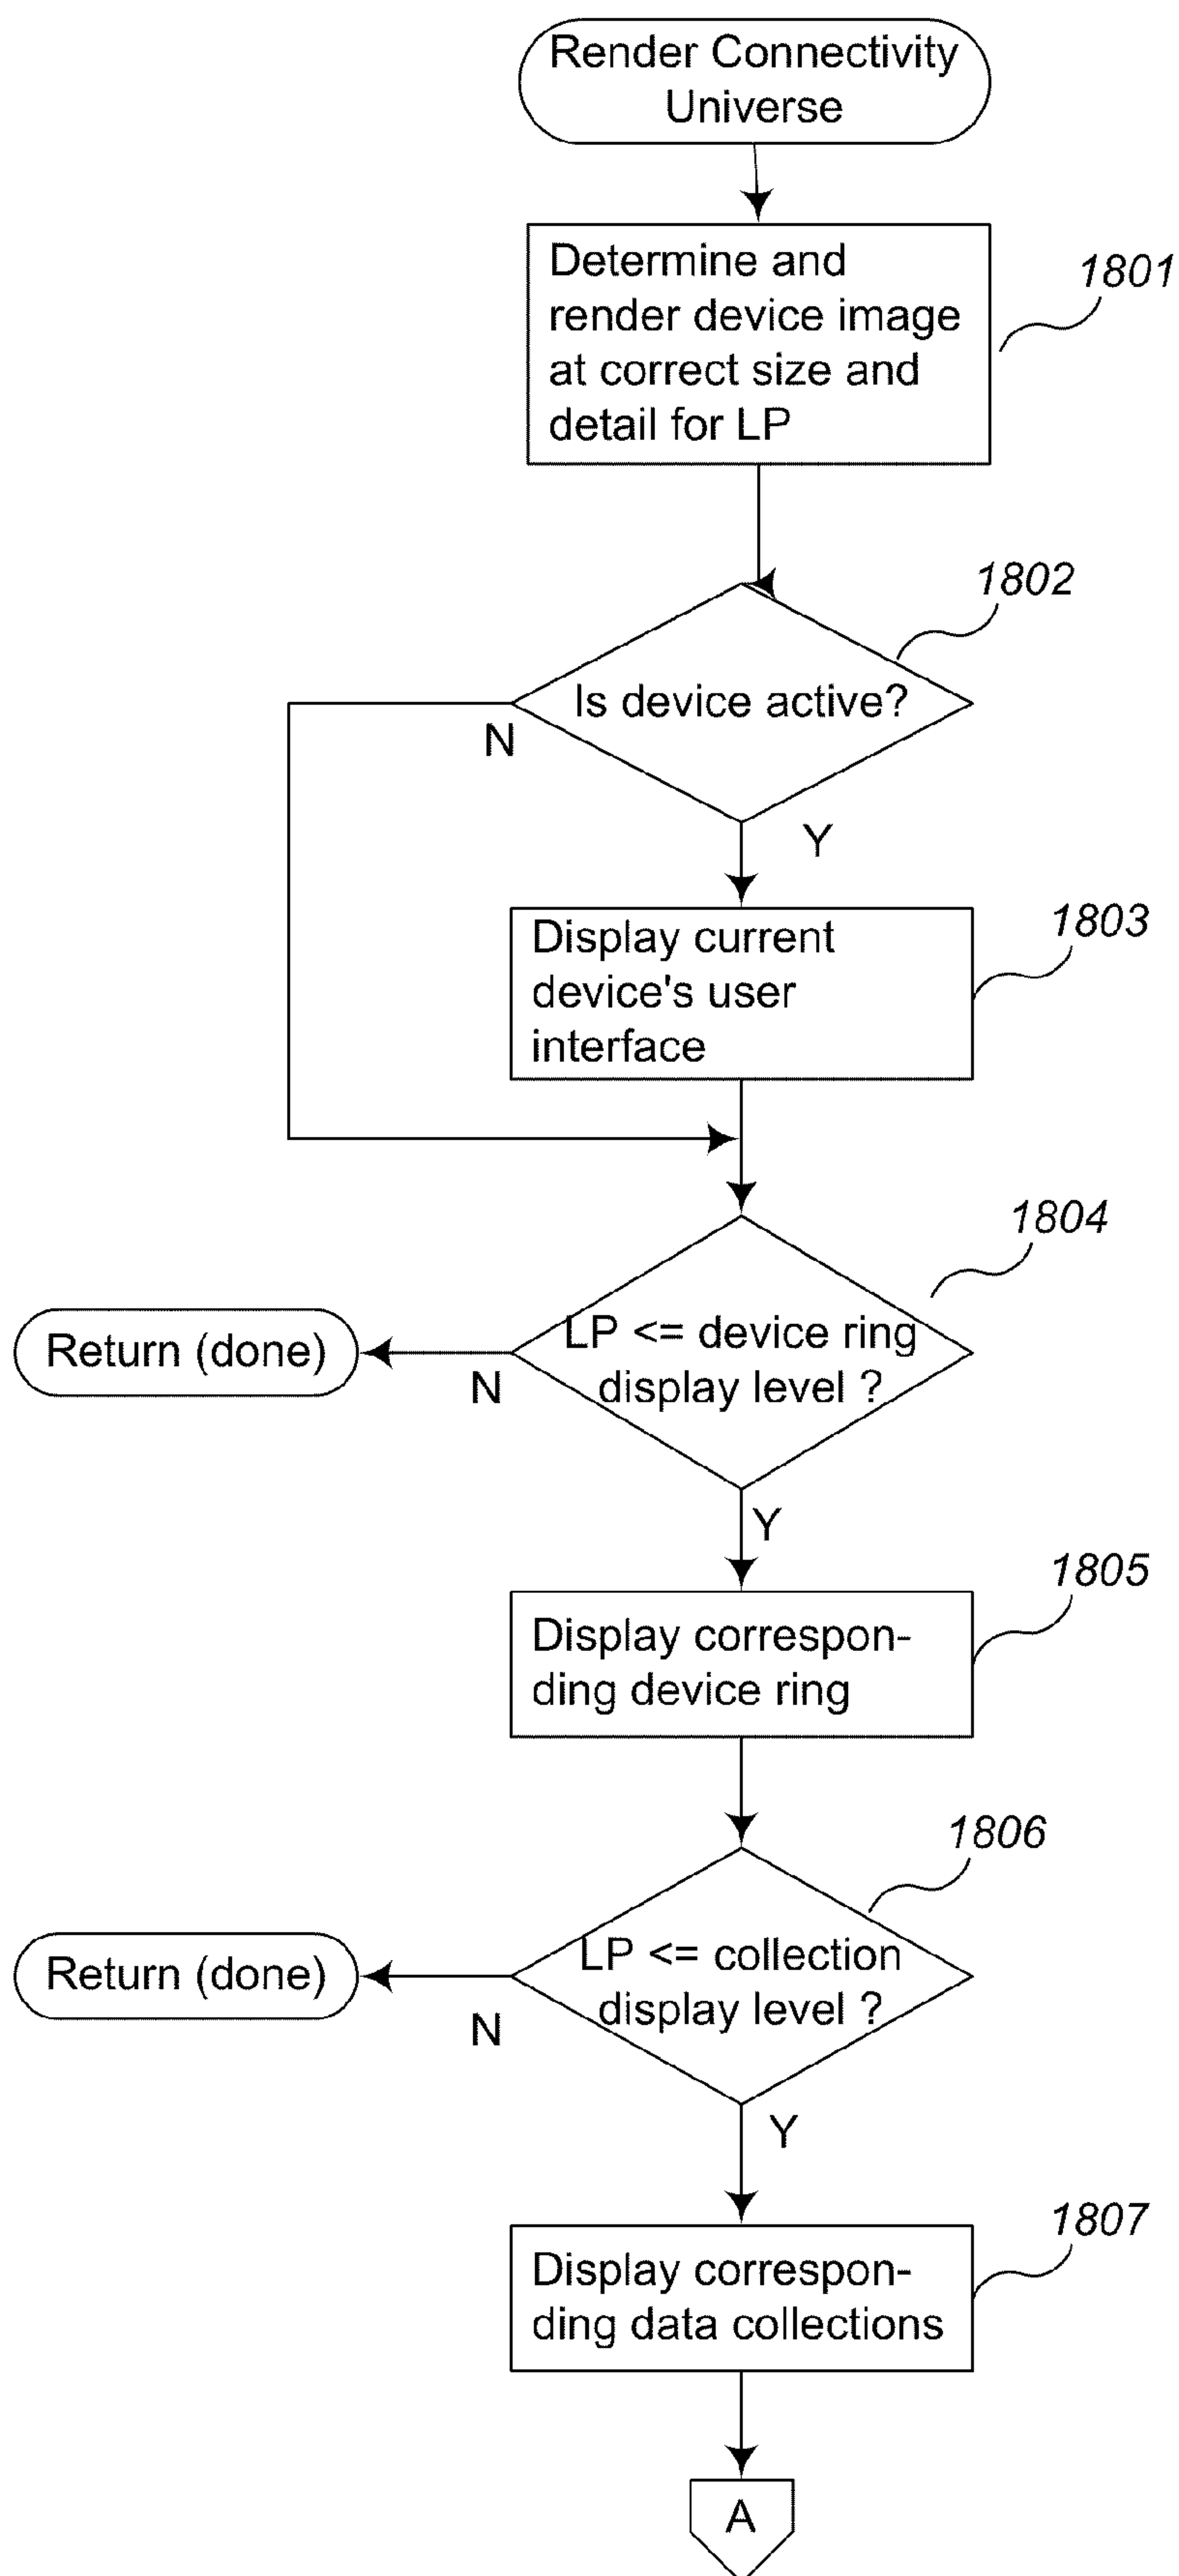 Render Connectivity
Universe
Determine and
render device image
at correct size and
detail for LP
1801
1802
Is device active?
N
Y
Display current
device's user
interface
1803
1804
LP <= device ring
display level ?
Return (done)
N
Y
Display correspon-
ding device ring
1805
1806
LP <= collection
display level ?
Return (done)
N
Y
Display correspon-
ding data collections
1807
A